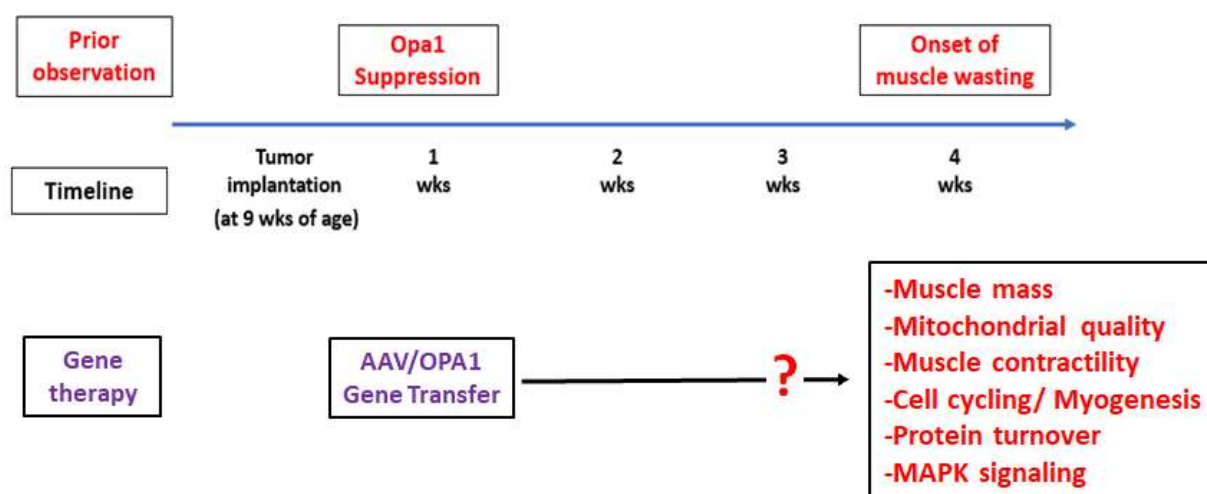 Prior
observation
Opa1
Suppression
Onset of
muscle wasting
Timeline
Tumor
implantation
(at 9 wks of age)
1
wks
2
wks
3
wks
4
wks
Gene
therapy
AAV/OPA1
Gene Transfer
?
-Muscle mass
-Mitochondrial quality
-Muscle contractility
-Cell cycling/ Myogenesis
-Protein turnover
-MAPK signaling